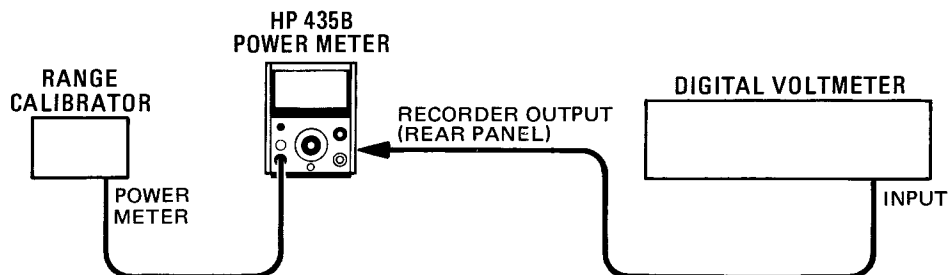 HP 435B
POWER METER
RANGE
CALIBRATOR
DIGITAL VOLTMETER
RECORDER OUTPUT
(REAR PANEL)
POWER
METER
INPUT